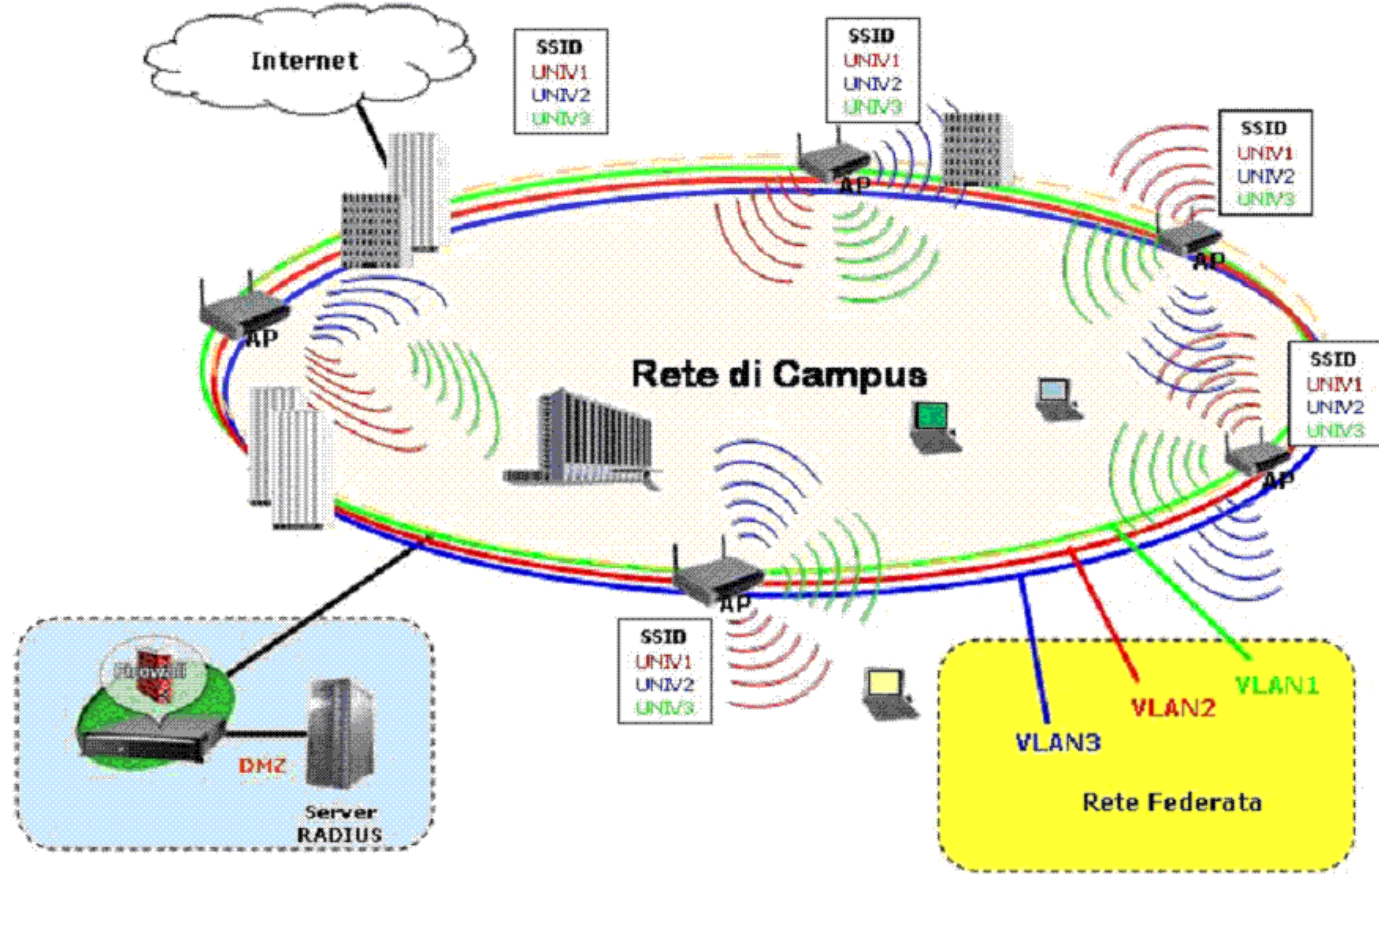 Internet
SSID
UNIV1
UNIV2
UNIV3
SSID
UNIV1
UNIV2
UNIV3
SSID
UNIV1
UNIV2
UNIV3
AP
AP
AP
Rete di Campus
SSID
UNIV1
UNIV2
UNIV3
AP
AP
SSID
UNIV1
UNIV2
UNIV3
Firewall
DMZ
Server
RADIUS
VLAN1
VLAN2
VLAN3
Rete Federata